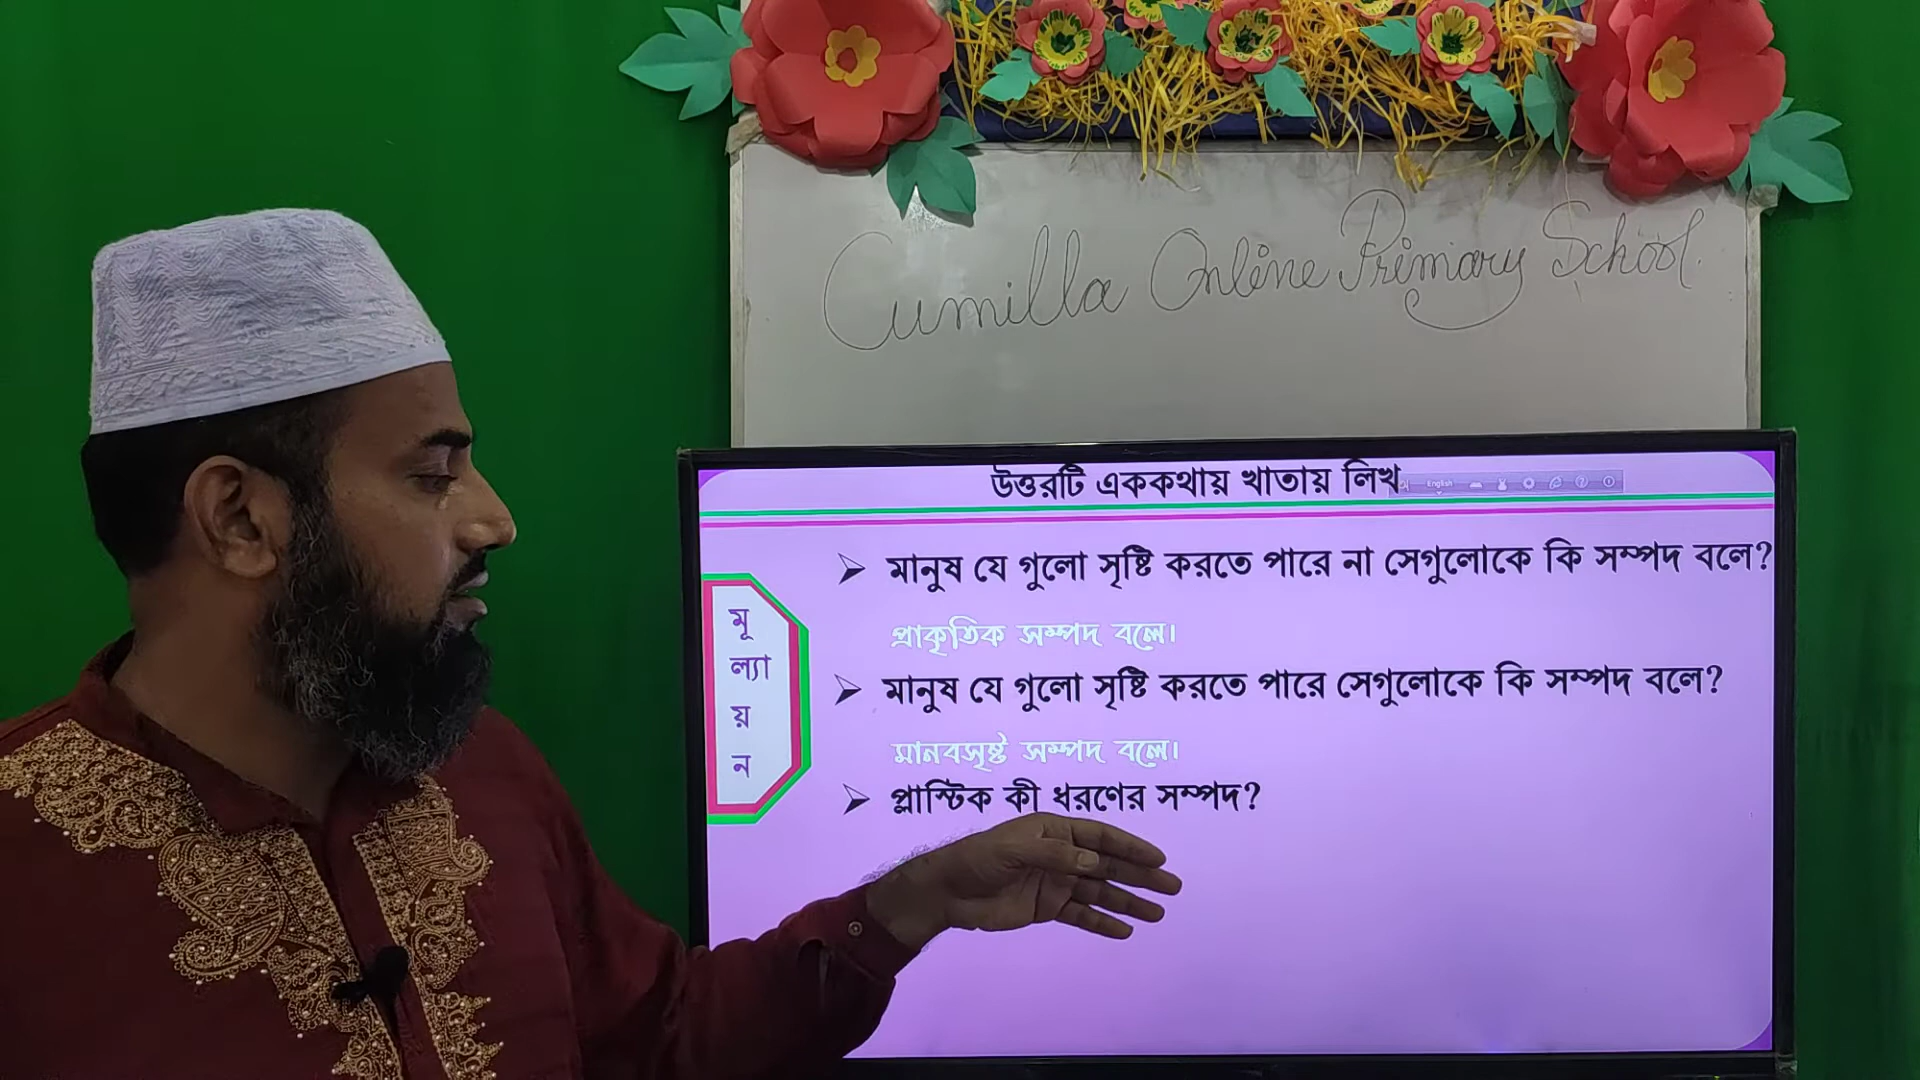 Cumilla Online Primary School.
উত্তরটি এককথায় খাতায় লিখ
English
মানুষ যে গুলো সৃষ্টি করতে পারে না সেগুলোকে কি সম্পদ বলে?
প্রাকৃতিক সম্পদ বলে।
মানুষ যে গুলো সৃষ্টি করতে পারে সেগুলোকে কি সম্পদ বলে?
মানবসৃষ্ট সম্পদ বলে।
প্লাস্টিক কী ধরণের সম্পদ?
মূ
ল্যা
য়
ন